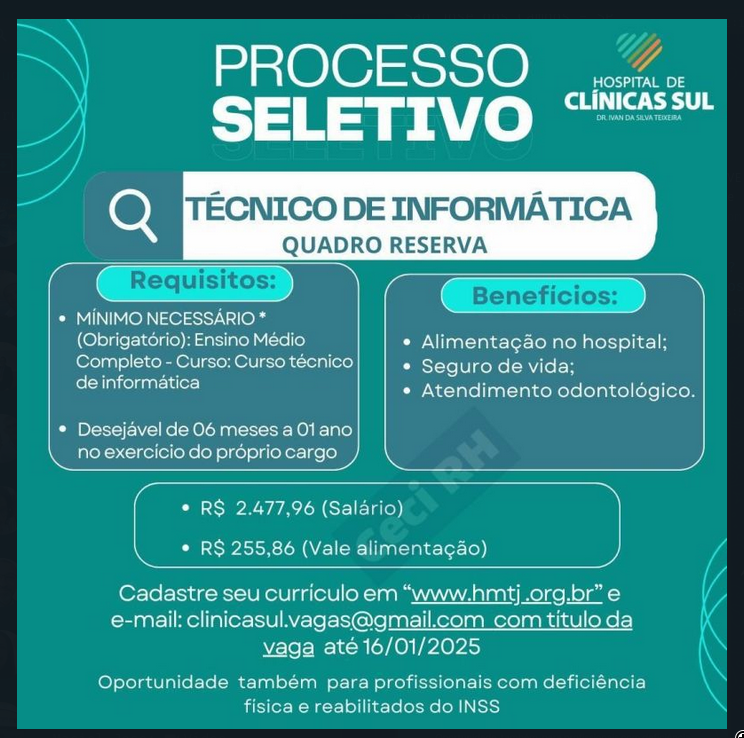 PROCESSO
SELETIVO
HOSPITAL DE
CLÍNICAS SUL
DR. IVAN DA SILVA TEIXEIRA
TÉCNICO DE INFORMÁTICA
QUADRO RESERVA
Requisitos:
• MÍNIMO NECESSÁRIO *
(Obrigatório): Ensino Médio
Completo - Curso: Curso técnico
de informática
• Desejável de 06 meses a 01 ano
no exercício do próprio cargo
Benefícios:
• Alimentação no hospital;
• Seguro de vida;
• Atendimento odontológico.
Ceci RH
• R$ 2.477,96 (Salário)
• R$ 255,86 (Vale alimentação)
Cadastre seu currículo em “www.hmtj .org.br” e
e-mail: clinicasul.vagas@gmail.com com título da
vaga até 16/01/2025
Oportunidade também para profissionais com deficiência
física e reabilitados do INSS